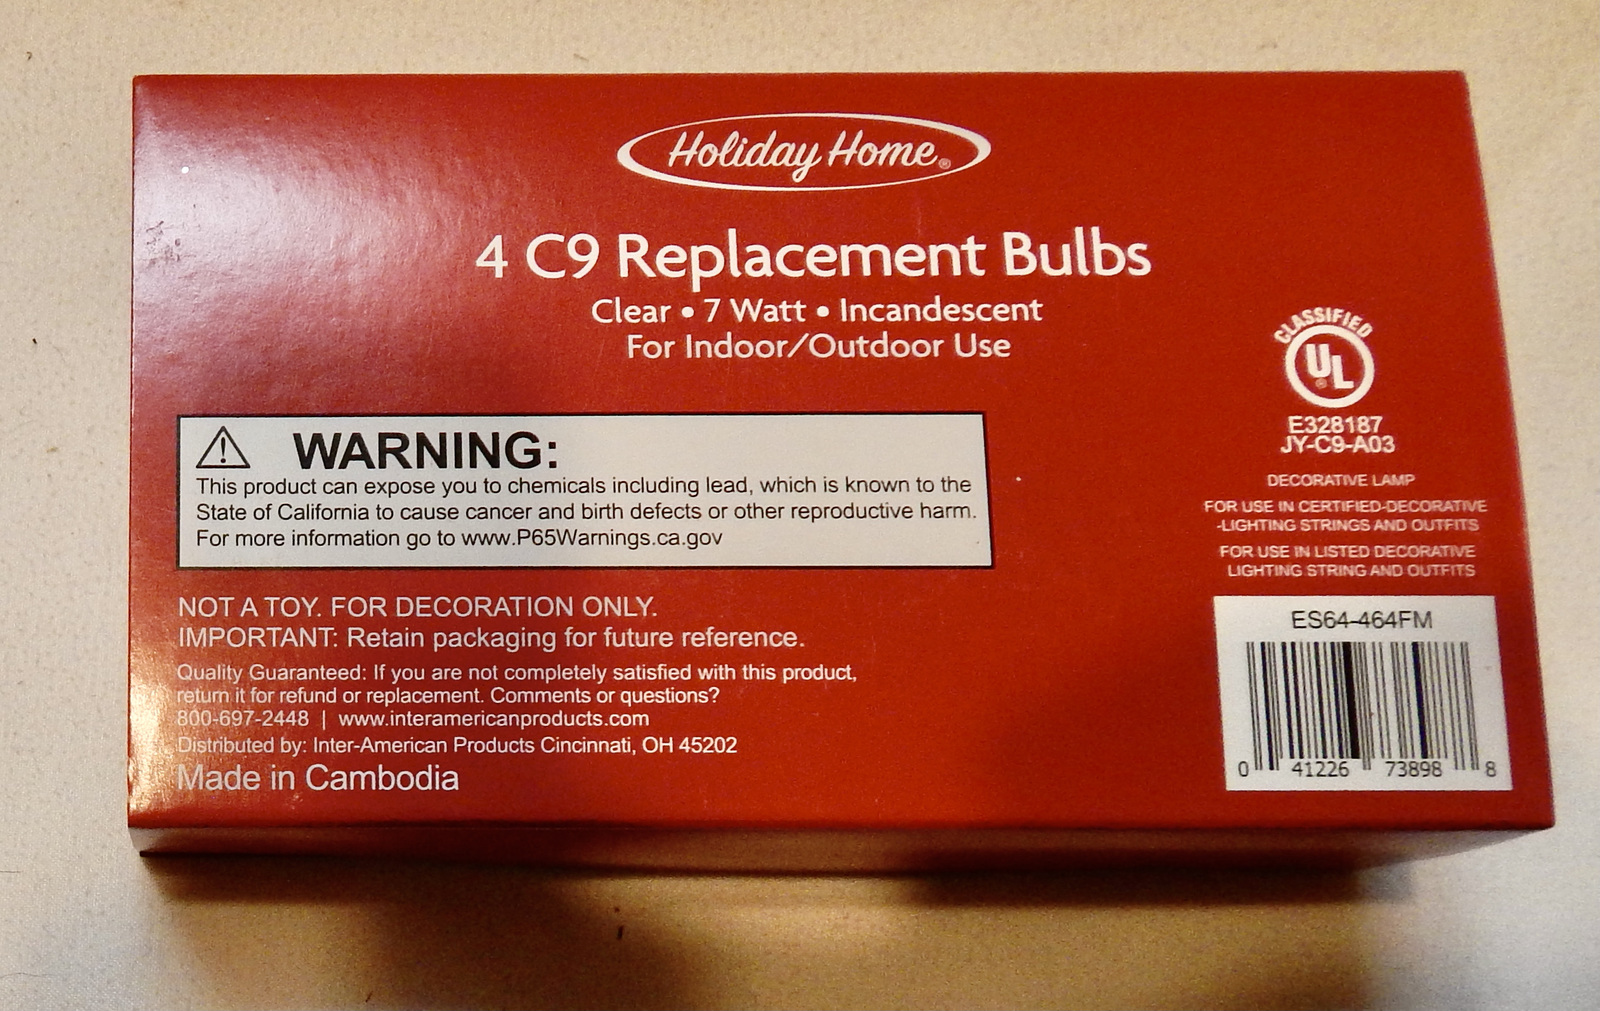 Holiday Home®
4 C9 Replacement Bulbs
Clear • 7 Watt • Incandescent
For Indoor/Outdoor Use
CLASSIFIED
UL®
E328187
JY-C9-A03
DECORATIVE LAMP
FOR USE IN CERTIFIED-DECORATIVE
-LIGHTING STRINGS AND OUTFITS
FOR USE IN LISTED DECORATIVE
LIGHTING STRING AND OUTFITS
WARNING:
This product can expose you to chemicals including lead, which is known to the
State of California to cause cancer and birth defects or other reproductive harm.
For more information go to www.P65Warnings.ca.gov
NOT A TOY. FOR DECORATION ONLY.
IMPORTANT: Retain packaging for future reference.
Quality Guaranteed: If you are not completely satisfied with this product,
return it for refund or replacement. Comments or questions?
800-697-2448 | www.interamericanproducts.com
Distributed by: Inter-American Products Cincinnati, OH 45202
Made in Cambodia
ES64-464FM
0 41226 73898 8